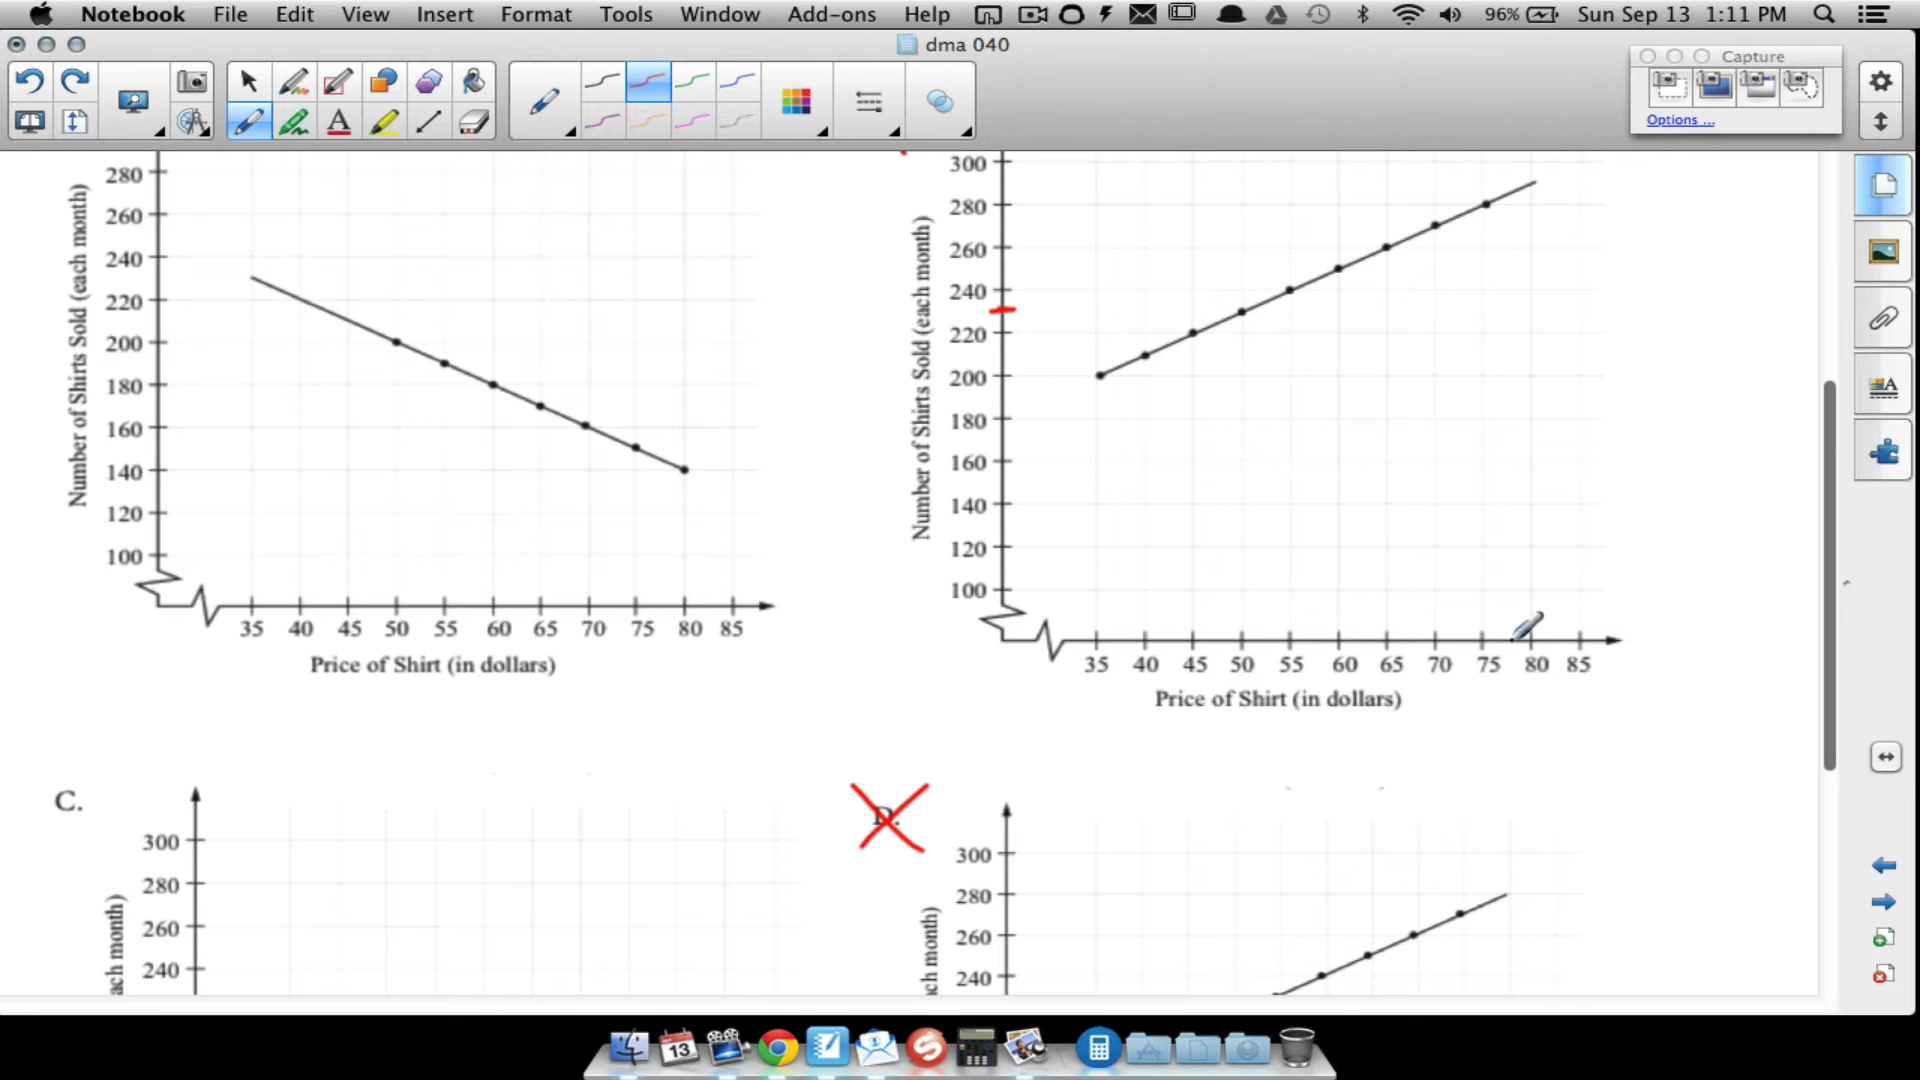 Notebook File Edit View Insert Format Tools Window Add-ons Help 96% Sun Sep 13 1:11 PM
dma 040
Capture
Options ...
A
Number of Shirts Sold (each month)
280
260
240
220
200
180
160
140
120
100
35 40 45 50 55 60 65 70 75 80 85
Price of Shirt (in dollars)
Number of Shirts Sold (each month)
300
280
260
240
220
200
180
160
140
120
100
35 40 45 50 55 60 65 70 75 80 85
Price of Shirt (in dollars)
C.
ach month)
300
280
260
240
D.
ch month)
300
280
260
240
13